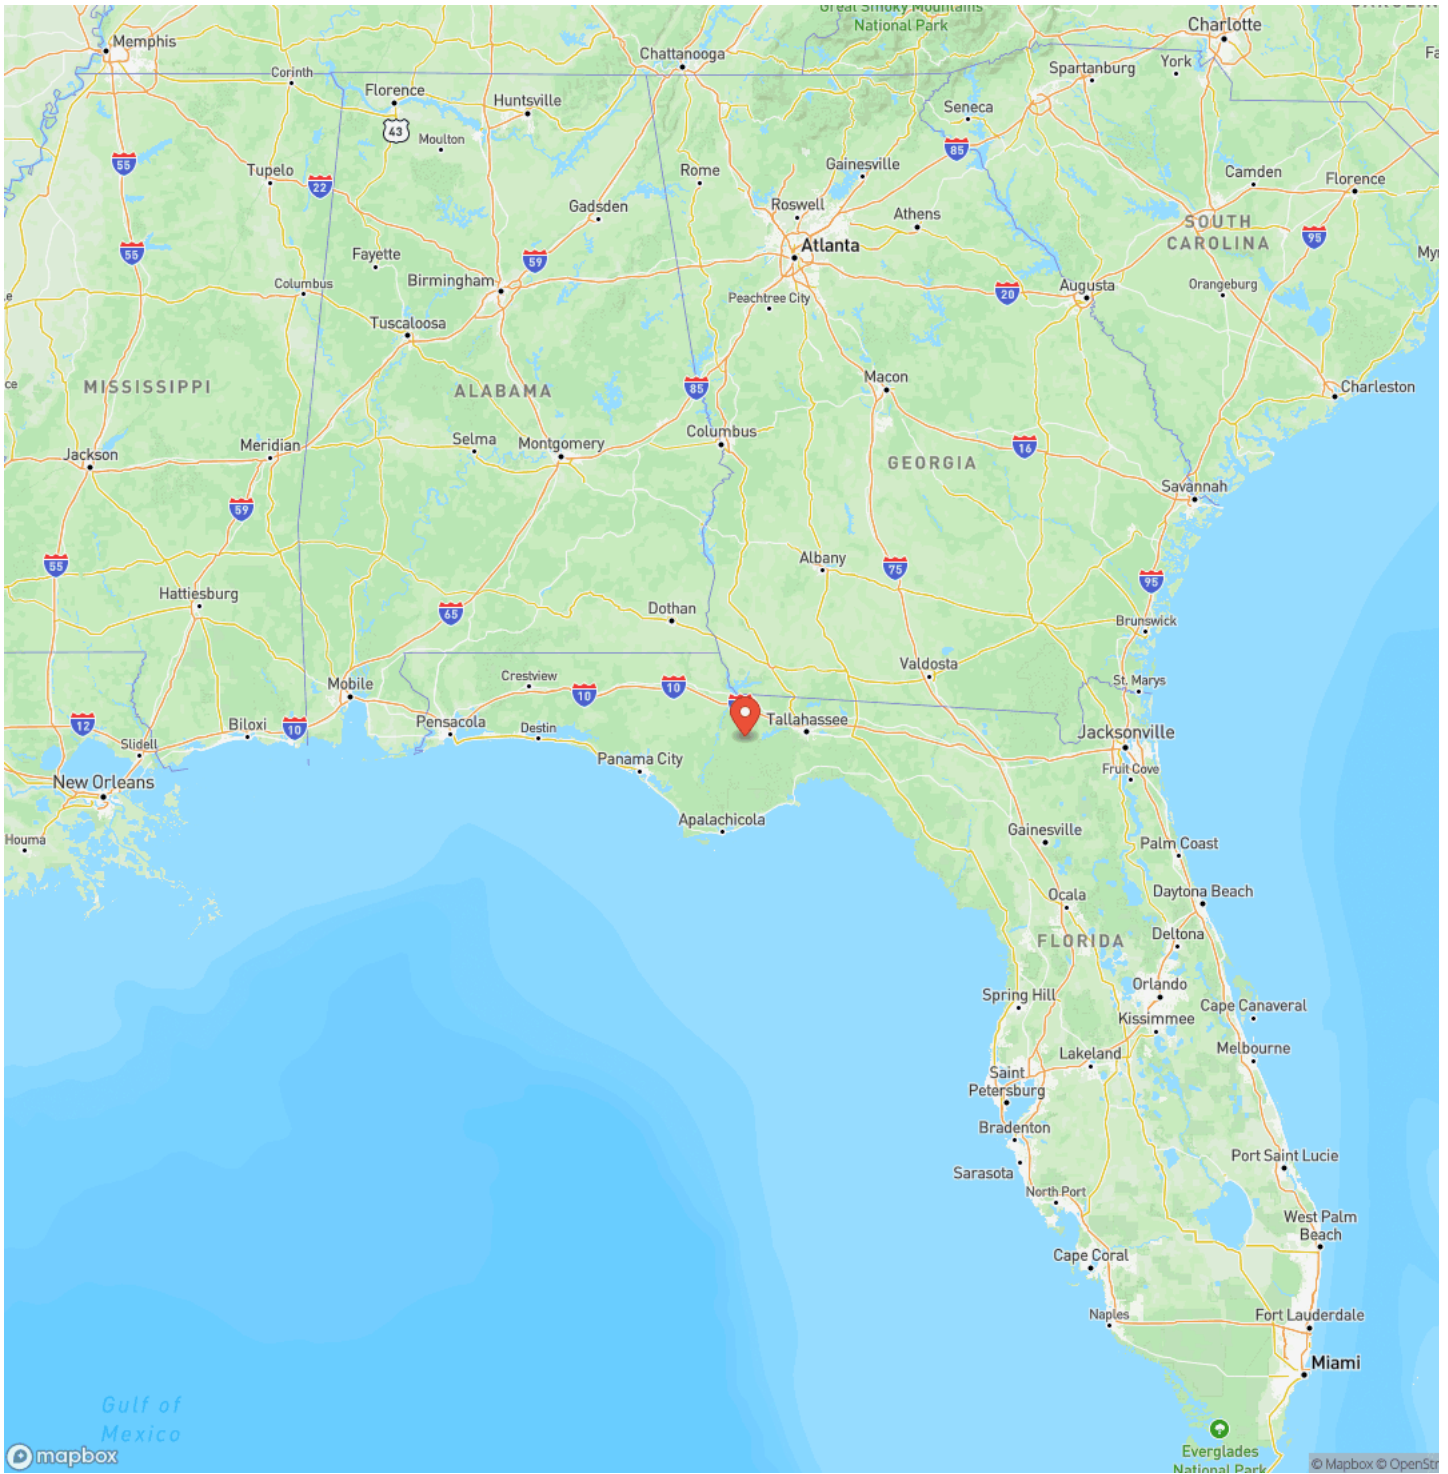 Great Smoky Mountains
National Park
Charlotte
Memphis
Chattanooga
York
Spartanburg
Corinth
Florence
Huntsville
Seneca
43
Moulton
85
55
Tupelo
22
Rome
Gainesville
Camden
Florence
Gadsden
Roswell
Athens
SOUTH
CAROLINA
95
55
Fayette
59
Atlanta
Birmingham
Columbus
Peachtree City
20
Augusta
Orangeburg
Tuscaloosa
MISSISSIPPI
ALABAMA
85
Macon
Charleston
Jackson
Meridian
Selma
Montgomery
Columbus
16
GEORGIA
Savannah
59
55
Albany
75
95
Hattiesburg
65
Dothan
Brunswick
Valdosta
Crestview
10
10
St. Marys
Mobile
12
Biloxi
10
Pensacola
Destin
Tallahassee
Jacksonville
Slidell
Panama City
Fruit Cove
New Orleans
Apalachicola
Houma
Gainesville
Palm Coast
Ocala
Daytona Beach
FLORIDA
Deltona
Spring Hill
Orlando
Cape Canaveral
Kissimmee
Lakeland
Melbourne
Saint
Petersburg
Bradenton
Sarasota
Port Saint Lucie
North Port
West Palm
Beach
Cape Coral
Naples
Fort Lauderdale
Miami
Gulf of
Mexico
Everglades
National Park
mapbox
© Mapbox © OpenStr